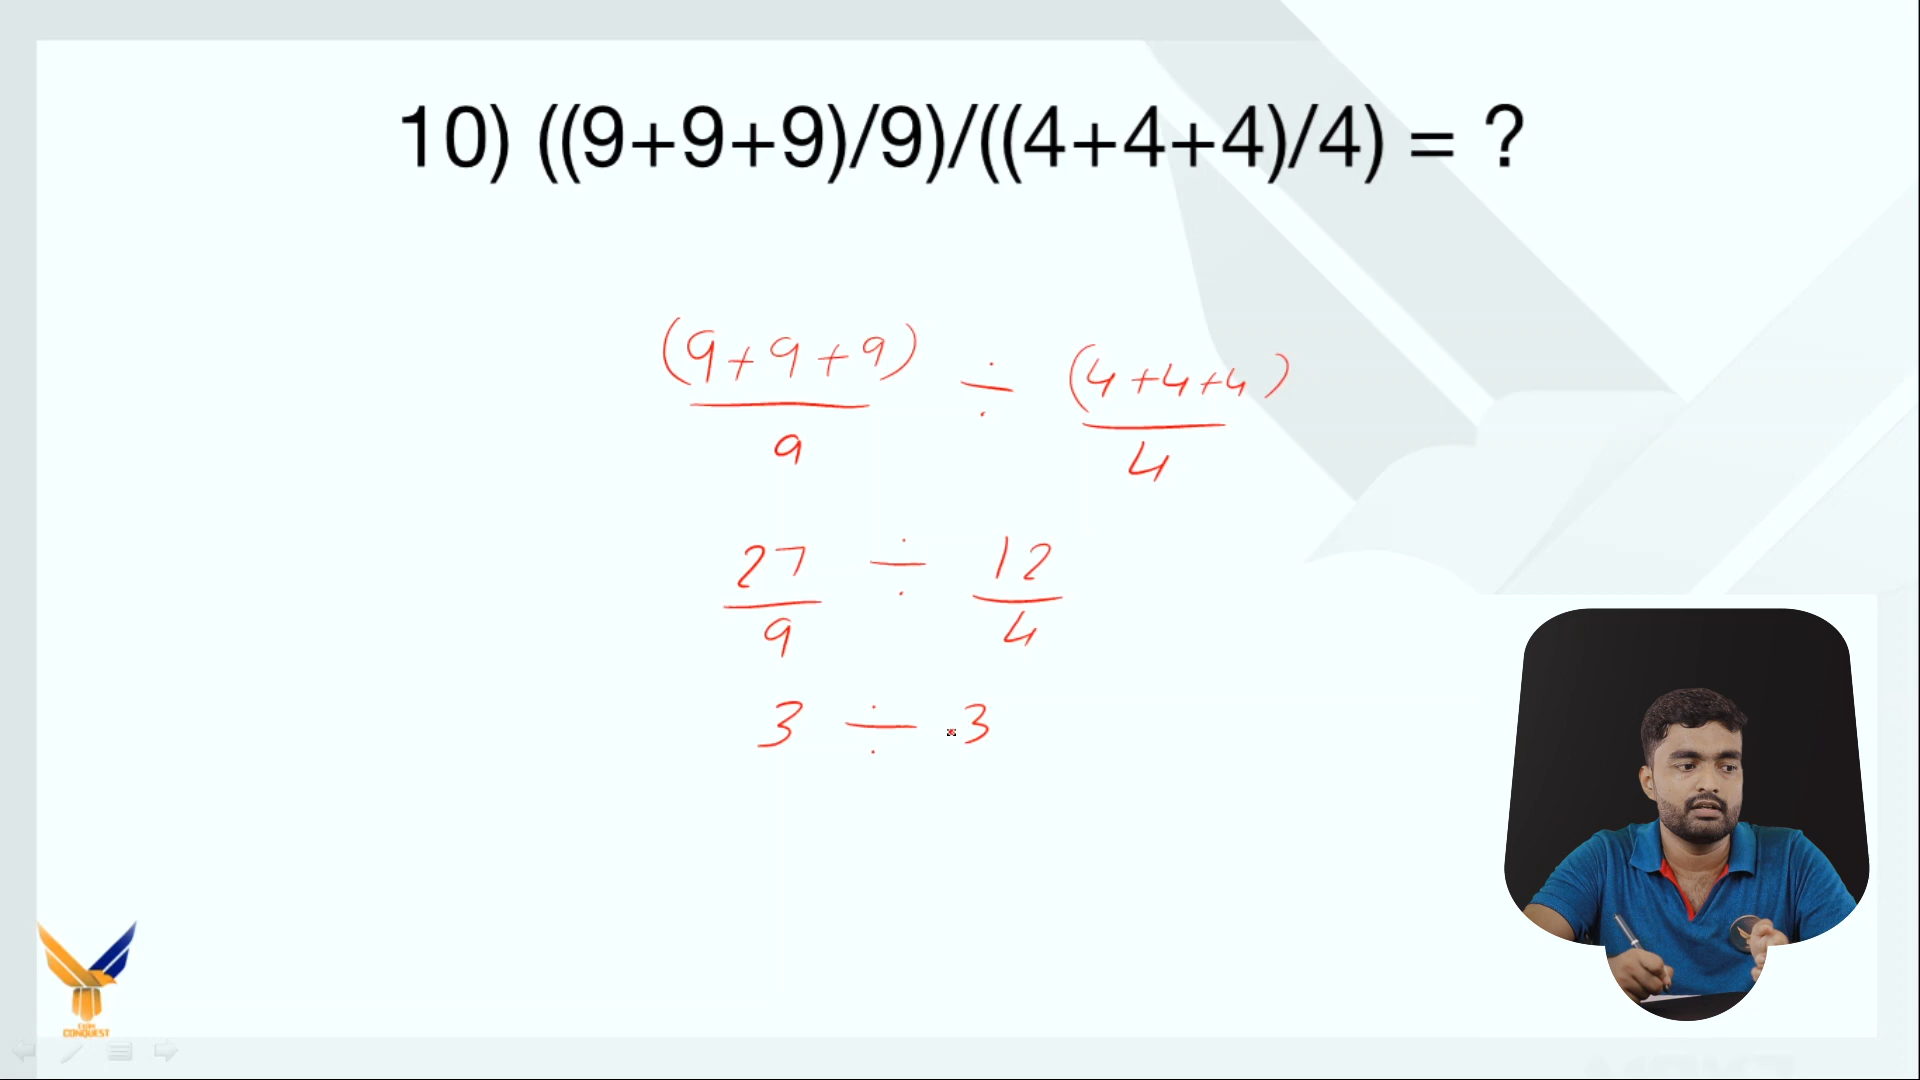 10) ((9+9+9)/9)/((4+4+4)/4) = ?
(9+9+9) ÷ (4+4+4)
9 4
27 ÷ 12
9 4
3 ÷ 3
CONQUEST